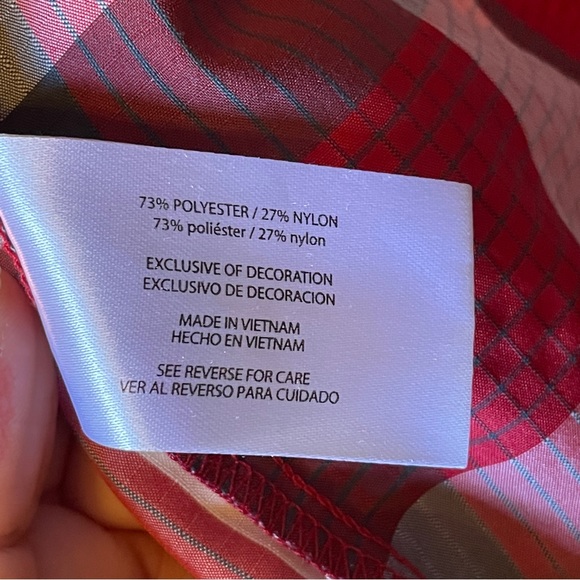 73% POLYESTER / 27% NYLON
73% poliéster / 27% nylon
EXCLUSIVE OF DECORATION
EXCLUSIVO DE DECORACION
MADE IN VIETNAM
HECHO EN VIETNAM
SEE REVERSE FOR CARE
VER AL REVERSO PARA CUIDADO